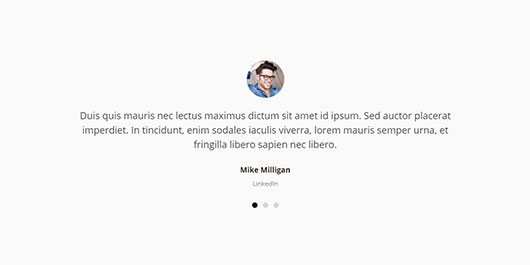 Duis quis mauris nec lectus maximus dictum sit amet id ipsum. Sed auctor placerat
imperdiet. In tincidunt, enim sodales iaculis viverra, lorem mauris semper urna, et
fringilla libero sapien nec libero.
Mike Milligan
LinkedIn